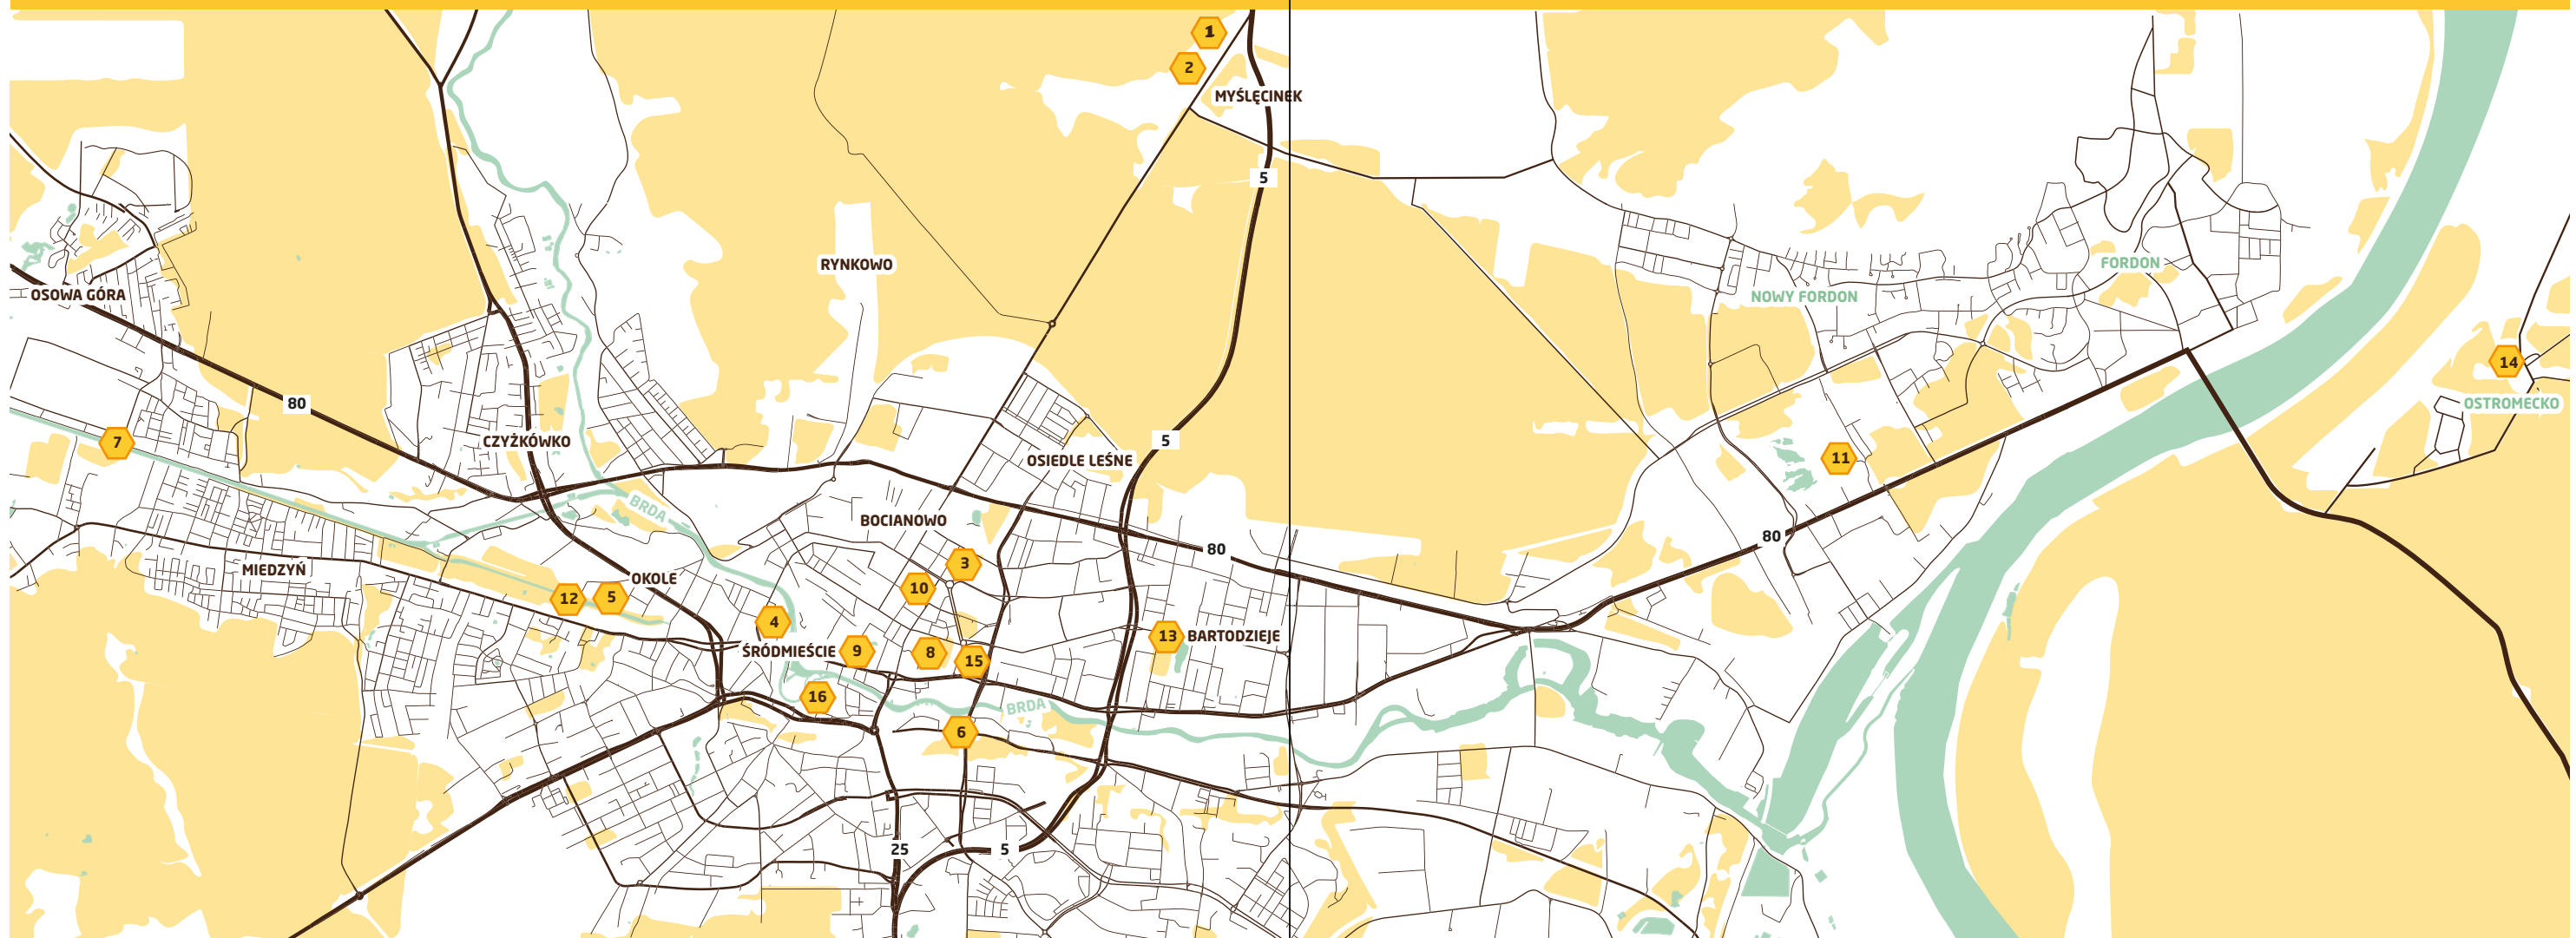 1
2
MYŚLĘCINEK
5
RYNKOWO
FORDON
OSOWA GÓRA
NOWY FORDON
14
OSTROMECKO
80
7
CZYŻKÓWKO
5
OSIEDLE LEŚNE
11
BRDA
BOCIANOWO
80
80
3
MIEDZYŃ
OKOLE
10
12
5
4
13
BARTODZIEJE
ŚRÓDMIEŚCIE
9
8
15
16
BRDA
6
25
5